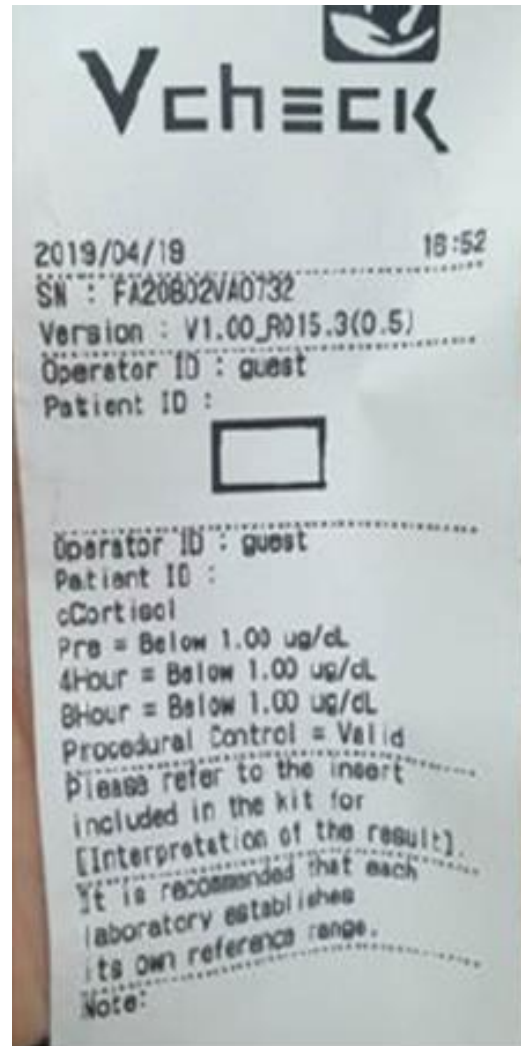 Vcheck
2019/04/19 16:52
SN : FA20B02VA0732
Version : V1.00_R015.3(0.5)
Operator ID : guest
Patient ID :
Operator ID : guest
Patient ID :
cCortisol
Pre = Below 1.00 ug/dL
4Hour = Below 1.00 ug/dL
8Hour = Below 1.00 ug/dL
Procedural Control = Valid
Please refer to the insert
included in the kit for
[Interpretation of the result].
It is recommended that each
laboratory establishes
its own reference range.
Note: